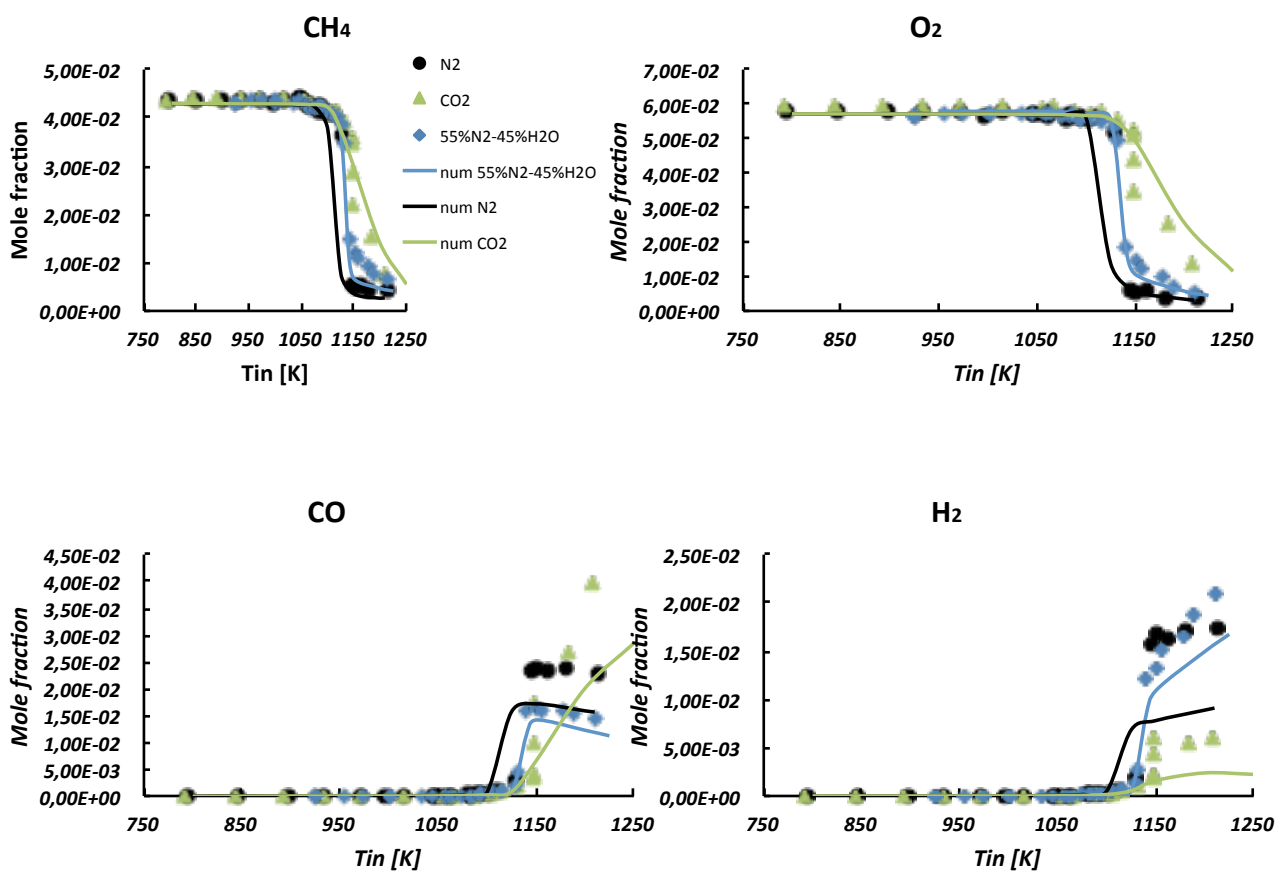 CH4
5,00E-02
4,00E-02
3,00E-02
2,00E-02
1,00E-02
0,00E+00
Mole fraction
750 850 950 1050 1150 1250
Tin [K]
N2
CO2
55%N2-45%H2O
num 55%N2-45%H2O
num N2
num CO2
O2
7,00E-02
6,00E-02
5,00E-02
4,00E-02
3,00E-02
2,00E-02
1,00E-02
0,00E+00
Mole fraction
750 850 950 1050 1150 1250
Tin [K]
CO
4,50E-02
4,00E-02
3,50E-02
3,00E-02
2,50E-02
2,00E-02
1,50E-02
1,00E-02
5,00E-03
0,00E+00
Mole fraction
750 850 950 1050 1150 1250
Tin [K]
H2
2,50E-02
2,00E-02
1,50E-02
1,00E-02
5,00E-03
0,00E+00
Mole fraction
750 850 950 1050 1150 1250
Tin [K]